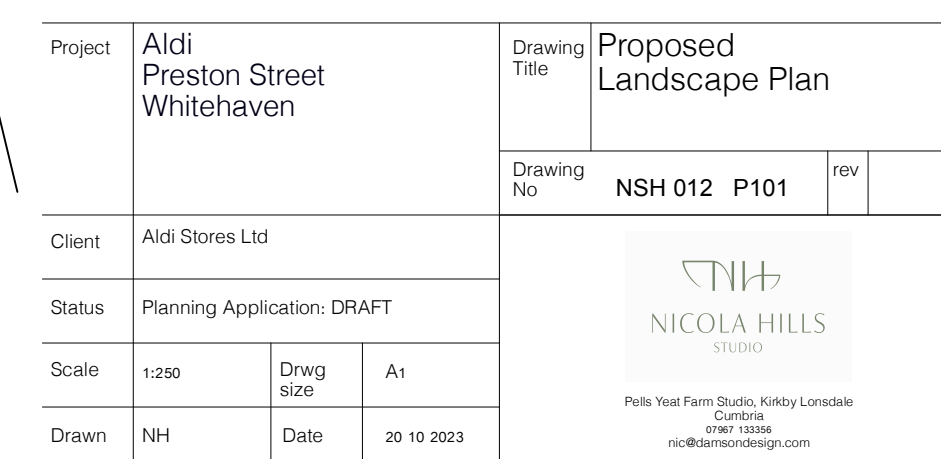 Project
Aldi
Preston Street
Whitehaven
Drawing
Title
Proposed
Landscape Plan
Drawing
No
NSH 012 P101
rev
Client
Aldi Stores Ltd
Status
Planning Application: DRAFT
Scale
1:250
Drwg
size
A1
Drawn
NH
Date
20 10 2023
NH
NICOLA HILLS
STUDIO
Pells Yeat Farm Studio, Kirkby Lonsdale
Cumbria
07967 133356
nic@damsondesign.com